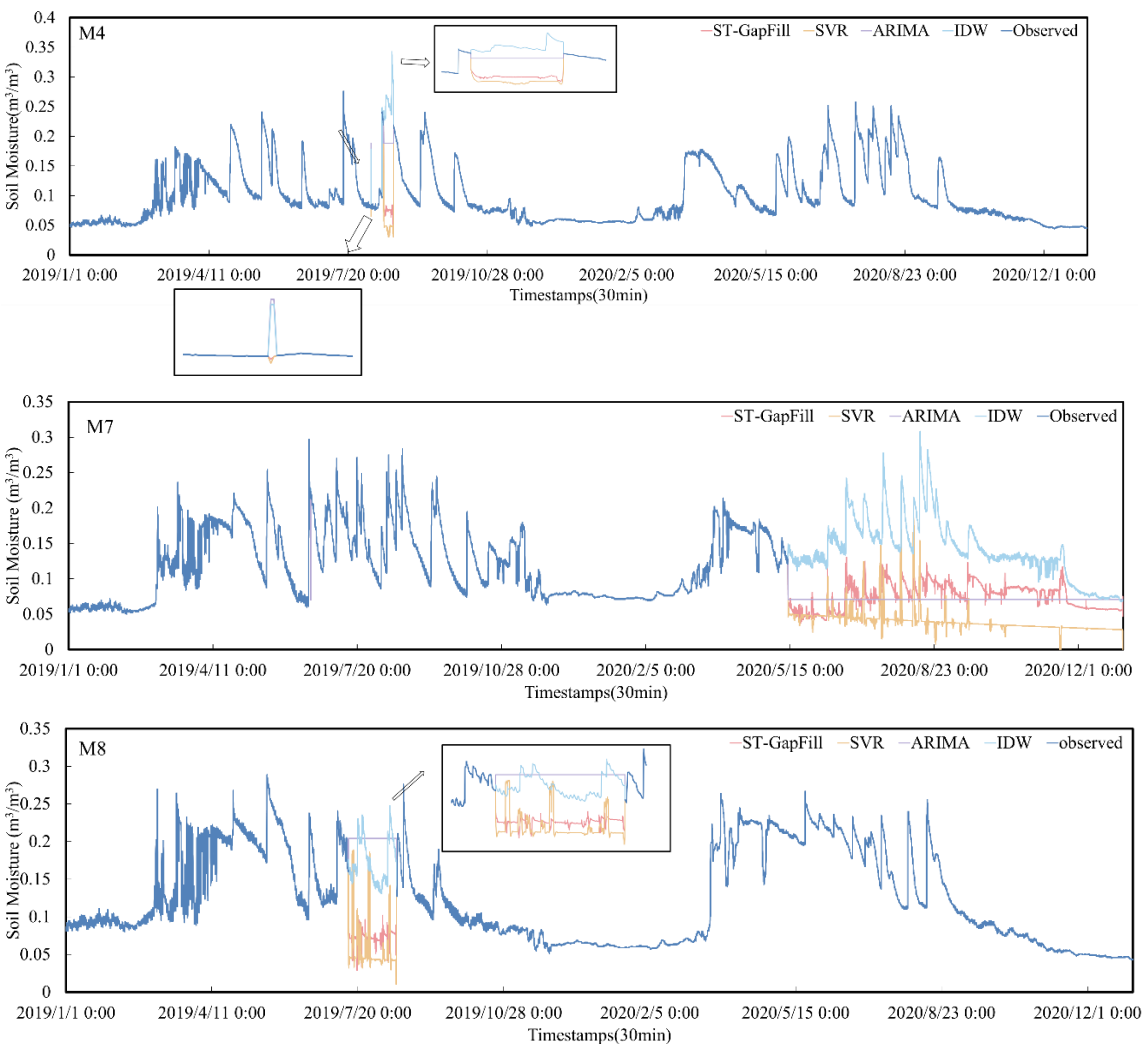 M4
ST-GapFill SVR ARIMA IDW Observed
Soil Moisture(m³/m³)
0.4
0.35
0.3
0.25
0.2
0.15
0.1
0.05
0
2019/1/1 0:00 2019/4/11 0:00 2019/7/20 0:00 2019/10/28 0:00 2020/2/5 0:00 2020/5/15 0:00 2020/8/23 0:00 2020/12/1 0:00
Timestamps(30min)
M7
ST-GapFill SVR ARIMA IDW Observed
Soil Moisture (m³/m³)
0.35
0.3
0.25
0.2
0.15
0.1
0.05
0
2019/1/1 0:00 2019/4/11 0:00 2019/7/20 0:00 2019/10/28 0:00 2020/2/5 0:00 2020/5/15 0:00 2020/8/23 0:00 2020/12/1 0:00
Timestamps(30min)
M8
ST-GapFill SVR ARIMA IDW observed
Soil Moisture (m³/m³)
0.35
0.3
0.25
0.2
0.15
0.1
0.05
0
2019/1/1 0:00 2019/4/11 0:00 2019/7/20 0:00 2019/10/28 0:00 2020/2/5 0:00 2020/5/15 0:00 2020/8/23 0:00 2020/12/1 0:00
Timestamps(30min)